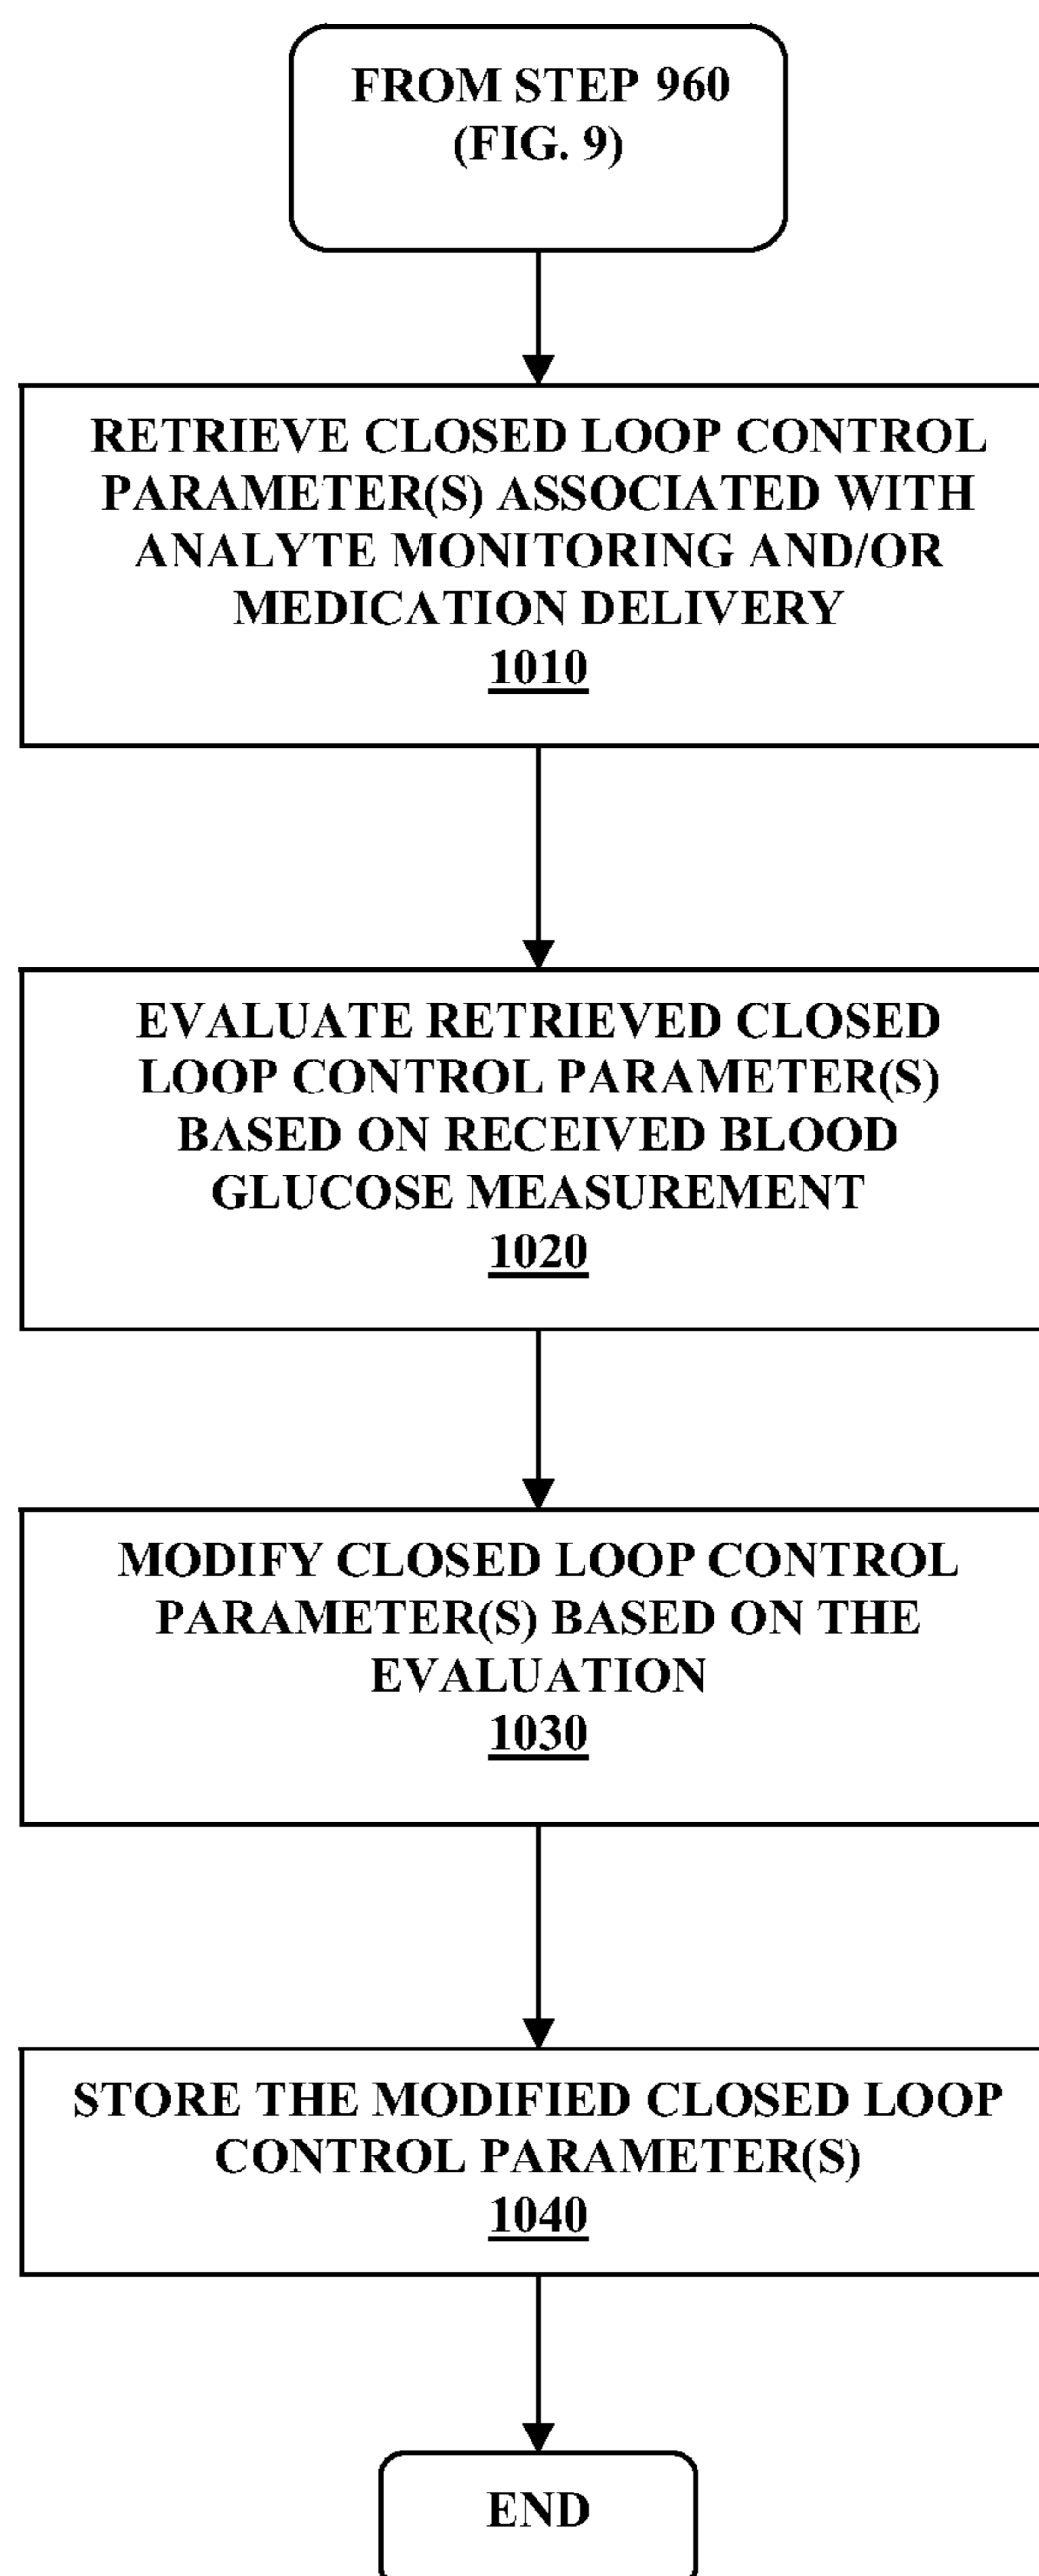 FROM STEP 960
(FIG. 9)
RETRIEVE CLOSED LOOP CONTROL
PARAMETER(S) ASSOCIATED WITH
ANALYTE MONITORING AND/OR
MEDICATION DELIVERY
1010
EVALUATE RETRIEVED CLOSED
LOOP CONTROL PARAMETER(S)
BASED ON RECEIVED BLOOD
GLUCOSE MEASUREMENT
1020
MODIFY CLOSED LOOP CONTROL
PARAMETER(S) BASED ON THE
EVALUATION
1030
STORE THE MODIFIED CLOSED LOOP
CONTROL PARAMETER(S)
1040
END